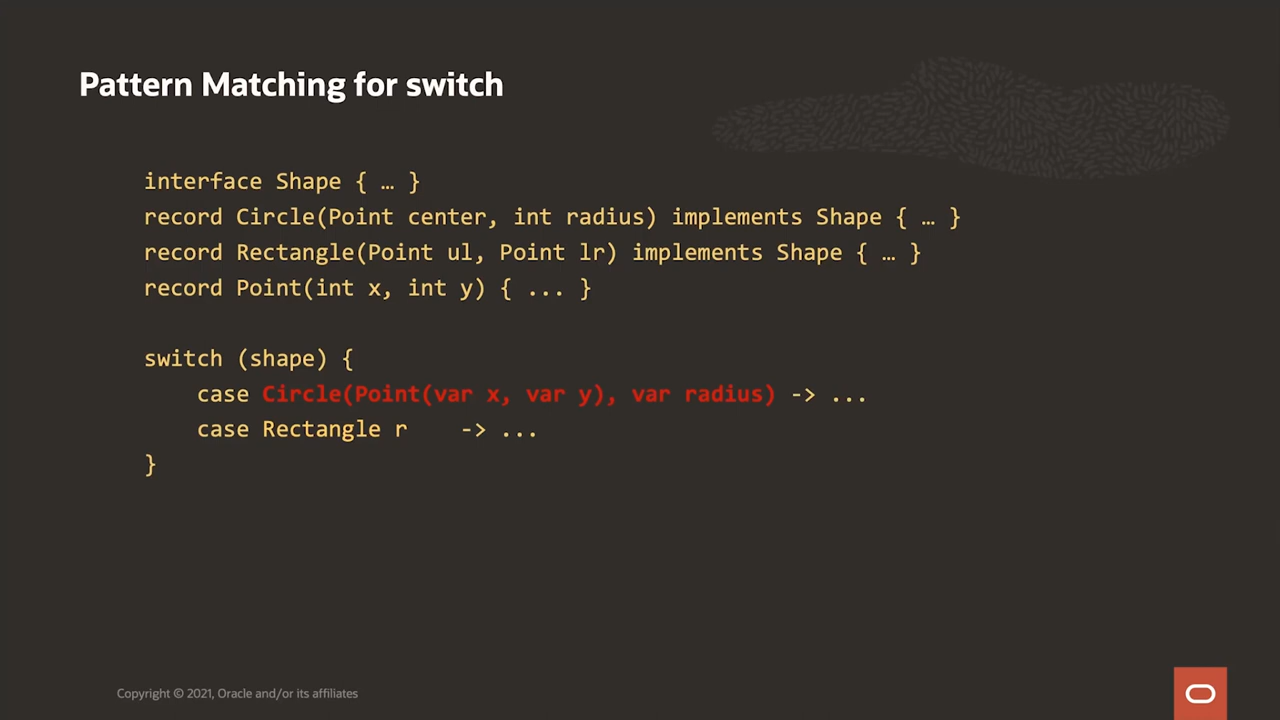 Pattern Matching for switch
interface Shape { … }
record Circle(Point center, int radius) implements Shape { … }
record Rectangle(Point ul, Point lr) implements Shape { … }
record Point(int x, int y) { ... }
switch (shape) {
    case Circle(Point(var x, var y), var radius) -> ...
    case Rectangle r    -> ...
}
Copyright © 2021, Oracle and/or its affiliates